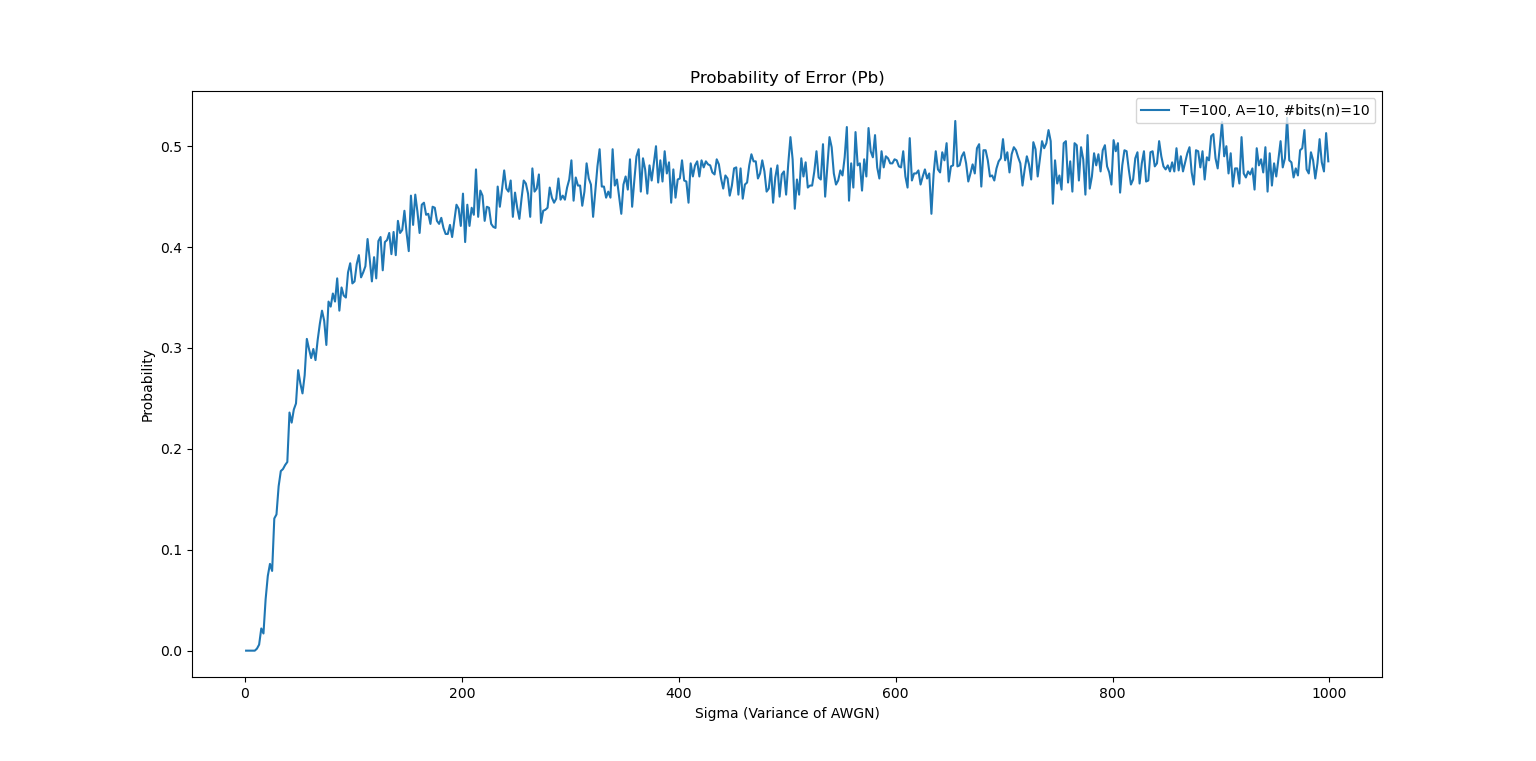 Probability of Error (Pb)
T=100, A=10, #bits(n)=10
Probability
0.5
0.4
0.3
0.2
0.1
0.0
0 200 400 600 800 1000
Sigma (Variance of AWGN)